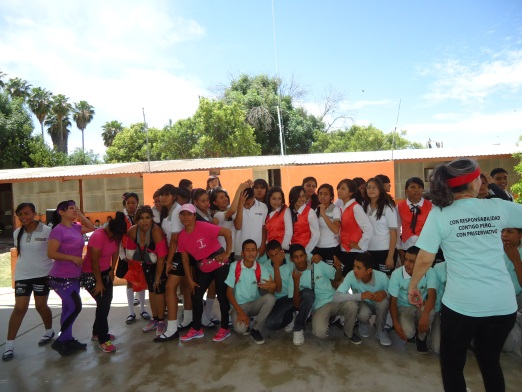 CON RESPONSABILIDAD
CONTIGO PERO...
CON PRESERVATIVO